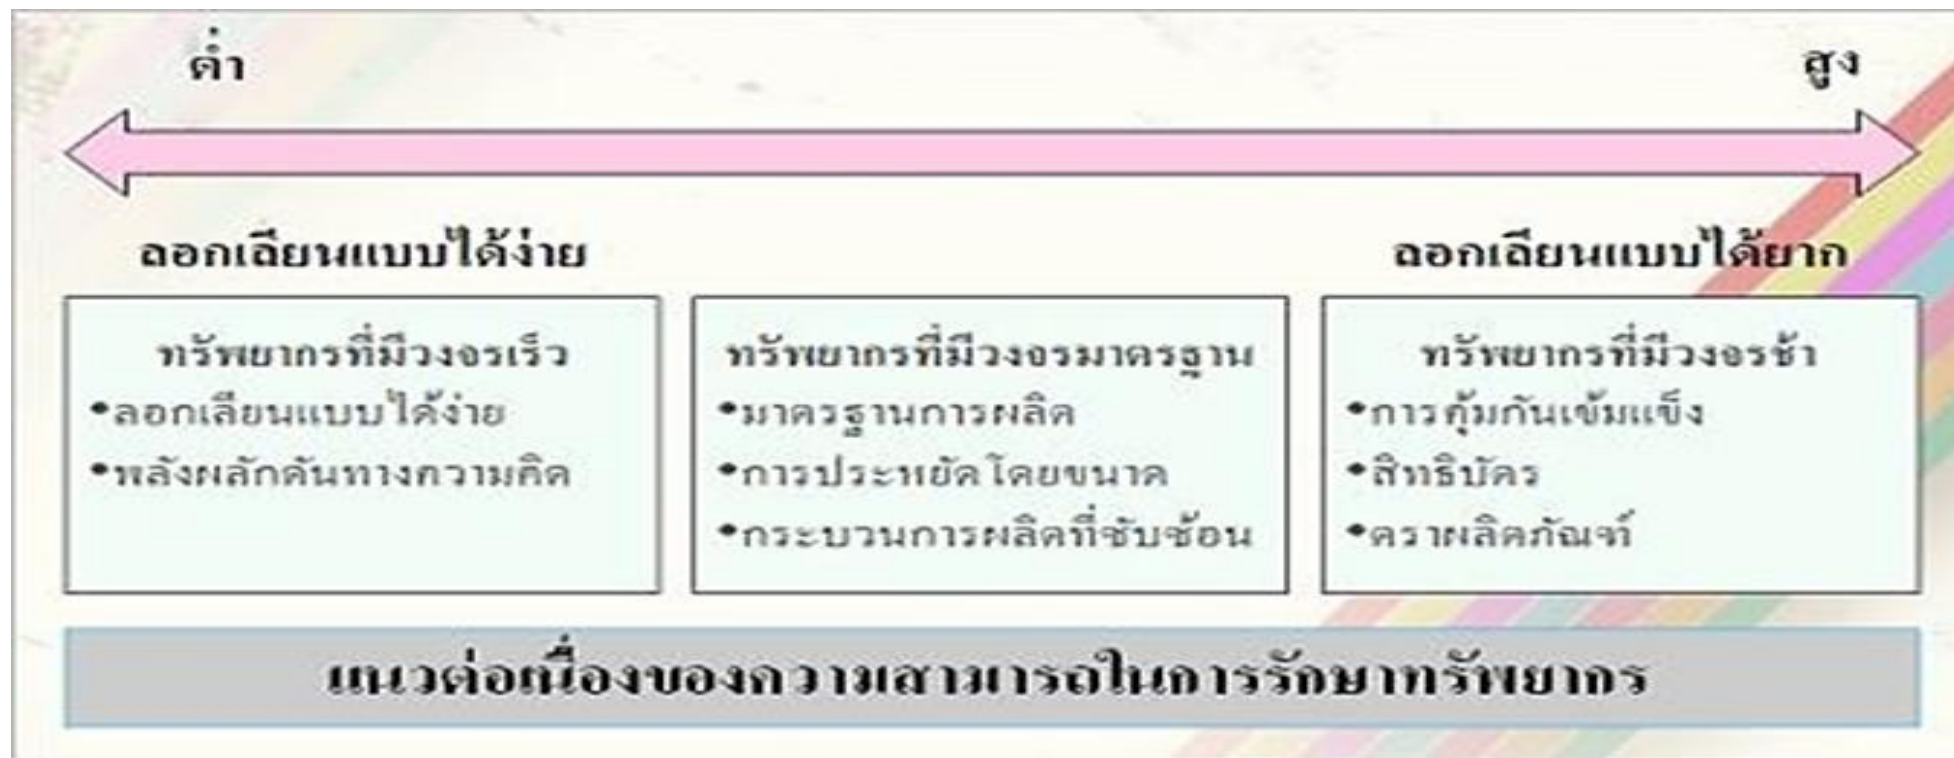 ต่ำ
สูง
ลอกเลียนแบบได้ง่าย
ลอกเลียนแบบได้ยาก
ทรัพยากรที่มีวงจรเร็ว
•ลอกเลียนแบบได้ง่าย
•พลังผลักดันทางความคิด
ทรัพยากรที่มีวงจรมาตรฐาน
•มาตรฐานการผลิต
•การประหยัดโดยขนาด
•กระบวนการผลิตที่ซับซ้อน
ทรัพยากรที่มีวงจรช้า
•การคุ้มกันเข้มแข็ง
•สิทธิบัตร
•ตราผลิตภัณฑ์
แนวต่อเนื่องของความสามารถในการรักษาทรัพยากร